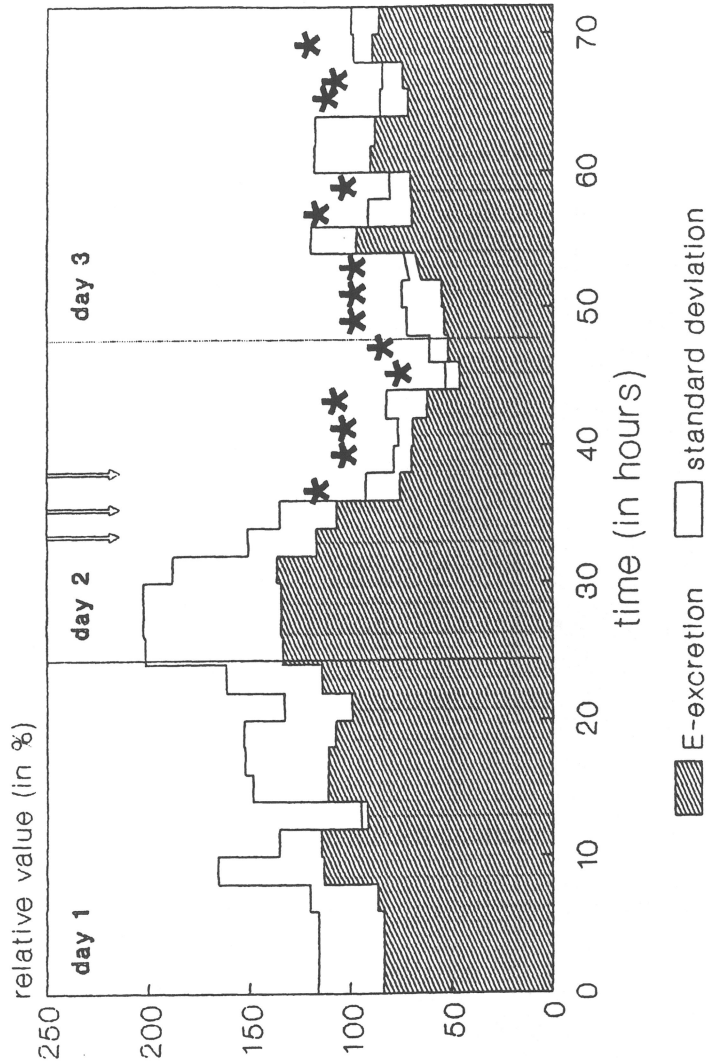 relative value (in %)
250
200
150
100
50
0
day 1
day 2
day 3
* * * * * * * * * * * * * *
0 10 20 30 40 50 60 70
time (in hours)
E-excretion
standard deviation